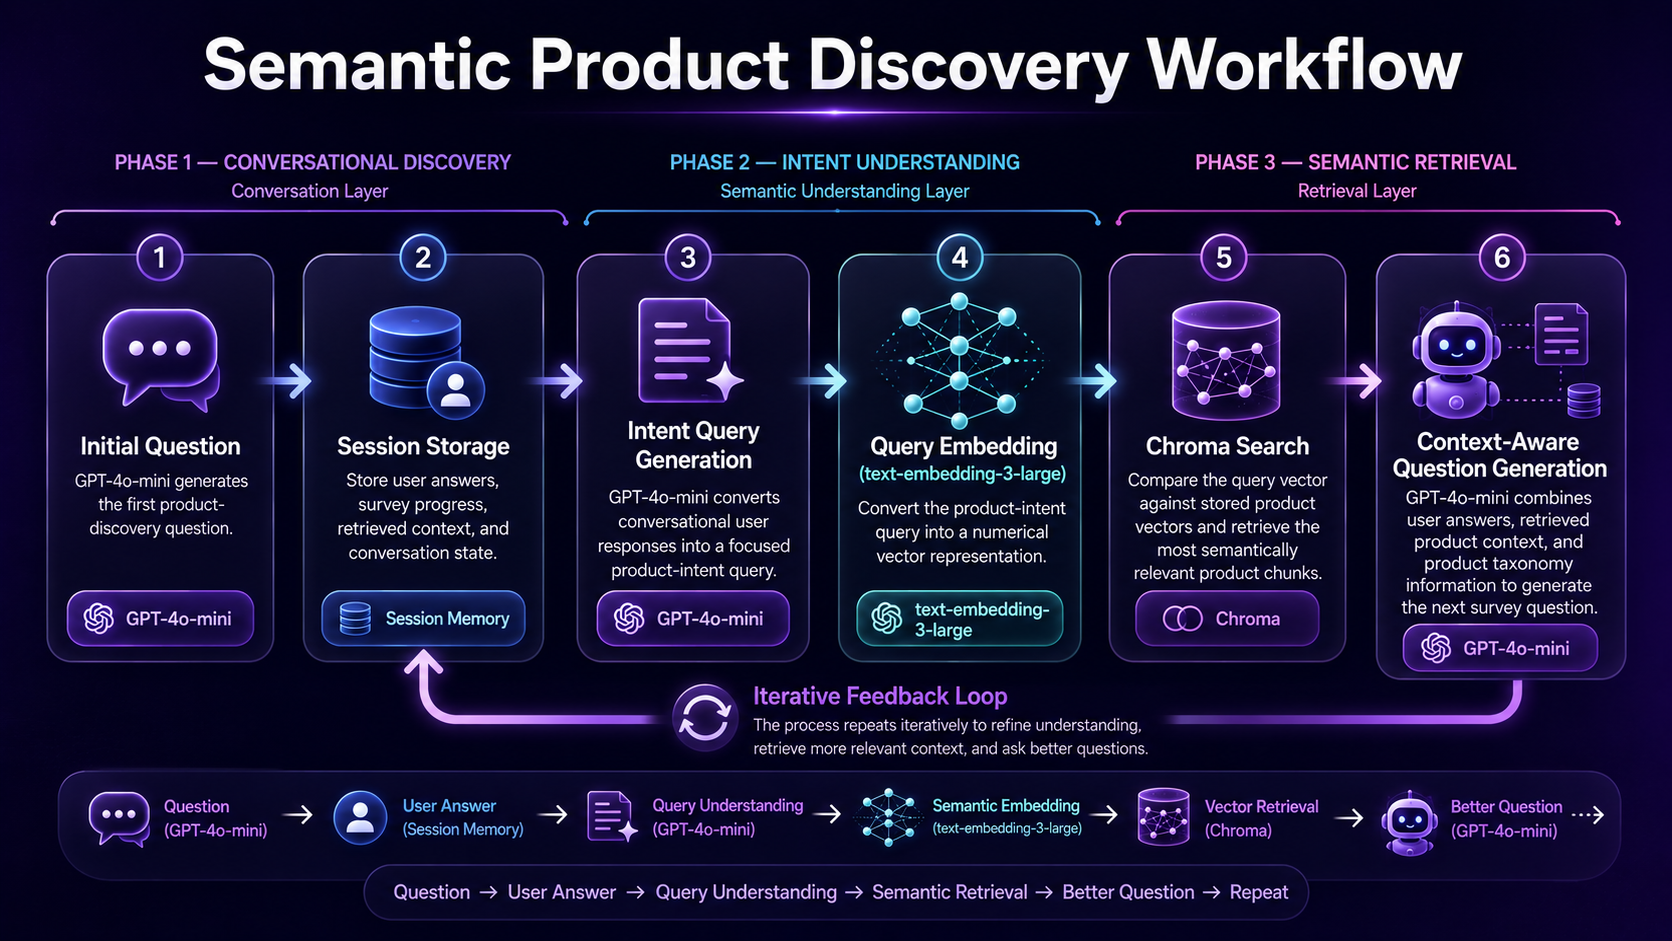 Semantic Product Discovery Workflow
PHASE 1 — CONVERSATIONAL DISCOVERY
Conversation Layer
PHASE 2 — INTENT UNDERSTANDING
Semantic Understanding Layer
PHASE 3 — SEMANTIC RETRIEVAL
Retrieval Layer
1
Initial Question
GPT-4o-mini generates
the first product-
discovery question.
GPT-4o-mini
2
Session Storage
Store user answers,
survey progress,
retrieved context, and
conversation state.
Session Memory
3
Intent Query
Generation
GPT-4o-mini converts
conversational user
responses into a focused
product-intent query.
GPT-4o-mini
4
Query Embedding
(text-embedding-3-large)
Convert the product-intent
query into a numerical
vector representation.
text-embedding-
3-large
5
Chroma Search
Compare the query vector
against stored product
vectors and retrieve the
most semantically
relevant product chunks.
Chroma
6
Context-Aware
Question Generation
GPT-4o-mini combines
user answers, retrieved
product context, and
product taxonomy
information to generate
the next survey question.
GPT-4o-mini
Iterative Feedback Loop
The process repeats iteratively to refine understanding,
retrieve more relevant context, and ask better questions.
Question
(GPT-4o-mini)
User Answer
(Session Memory)
Query Understanding
(GPT-4o-mini)
Semantic Embedding
(text-embedding-3-large)
Vector Retrieval
(Chroma)
Better Question
(GPT-4o-mini)
Question → User Answer → Query Understanding → Semantic Retrieval → Better Question → Repeat